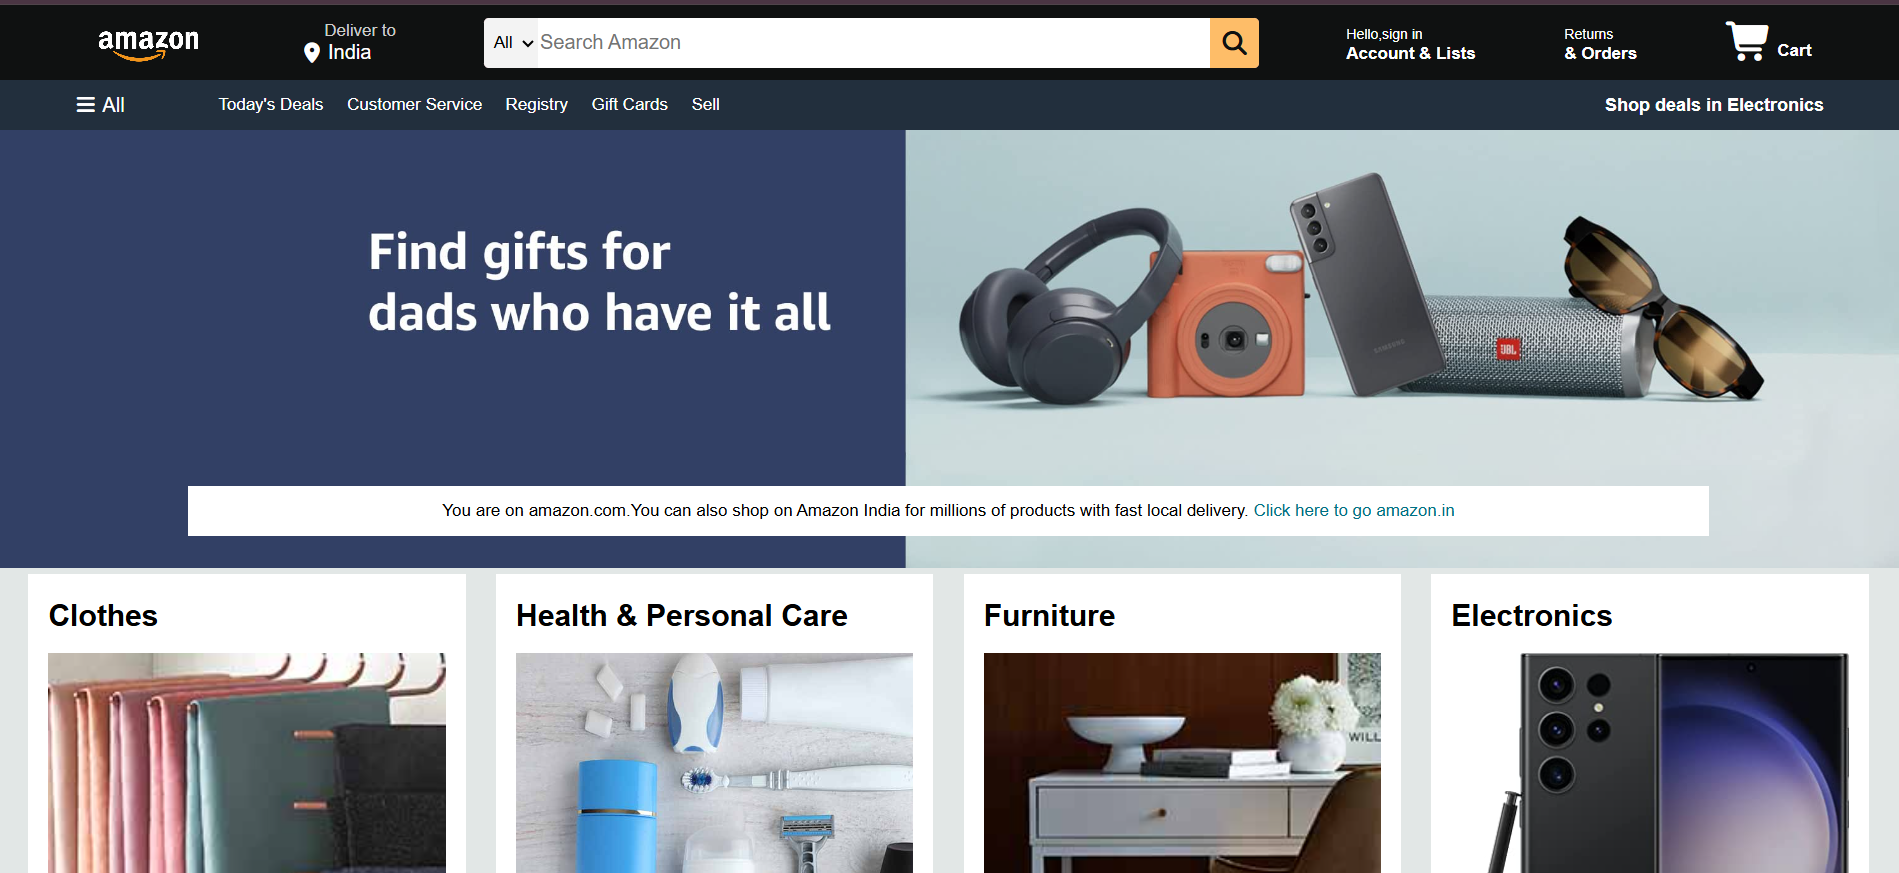 amazon
Deliver to
India
All
Search Amazon
Hello,sign in
Account & Lists
Returns
& Orders
Cart
All
Today's Deals
Customer Service
Registry
Gift Cards
Sell
Shop deals in Electronics
Find gifts for
dads who have it all
SAMSUNG
JBL
You are on amazon.com.You can also shop on Amazon India for millions of products with fast local delivery. Click here to go amazon.in
Clothes
Health & Personal Care
Furniture
Electronics
WILL